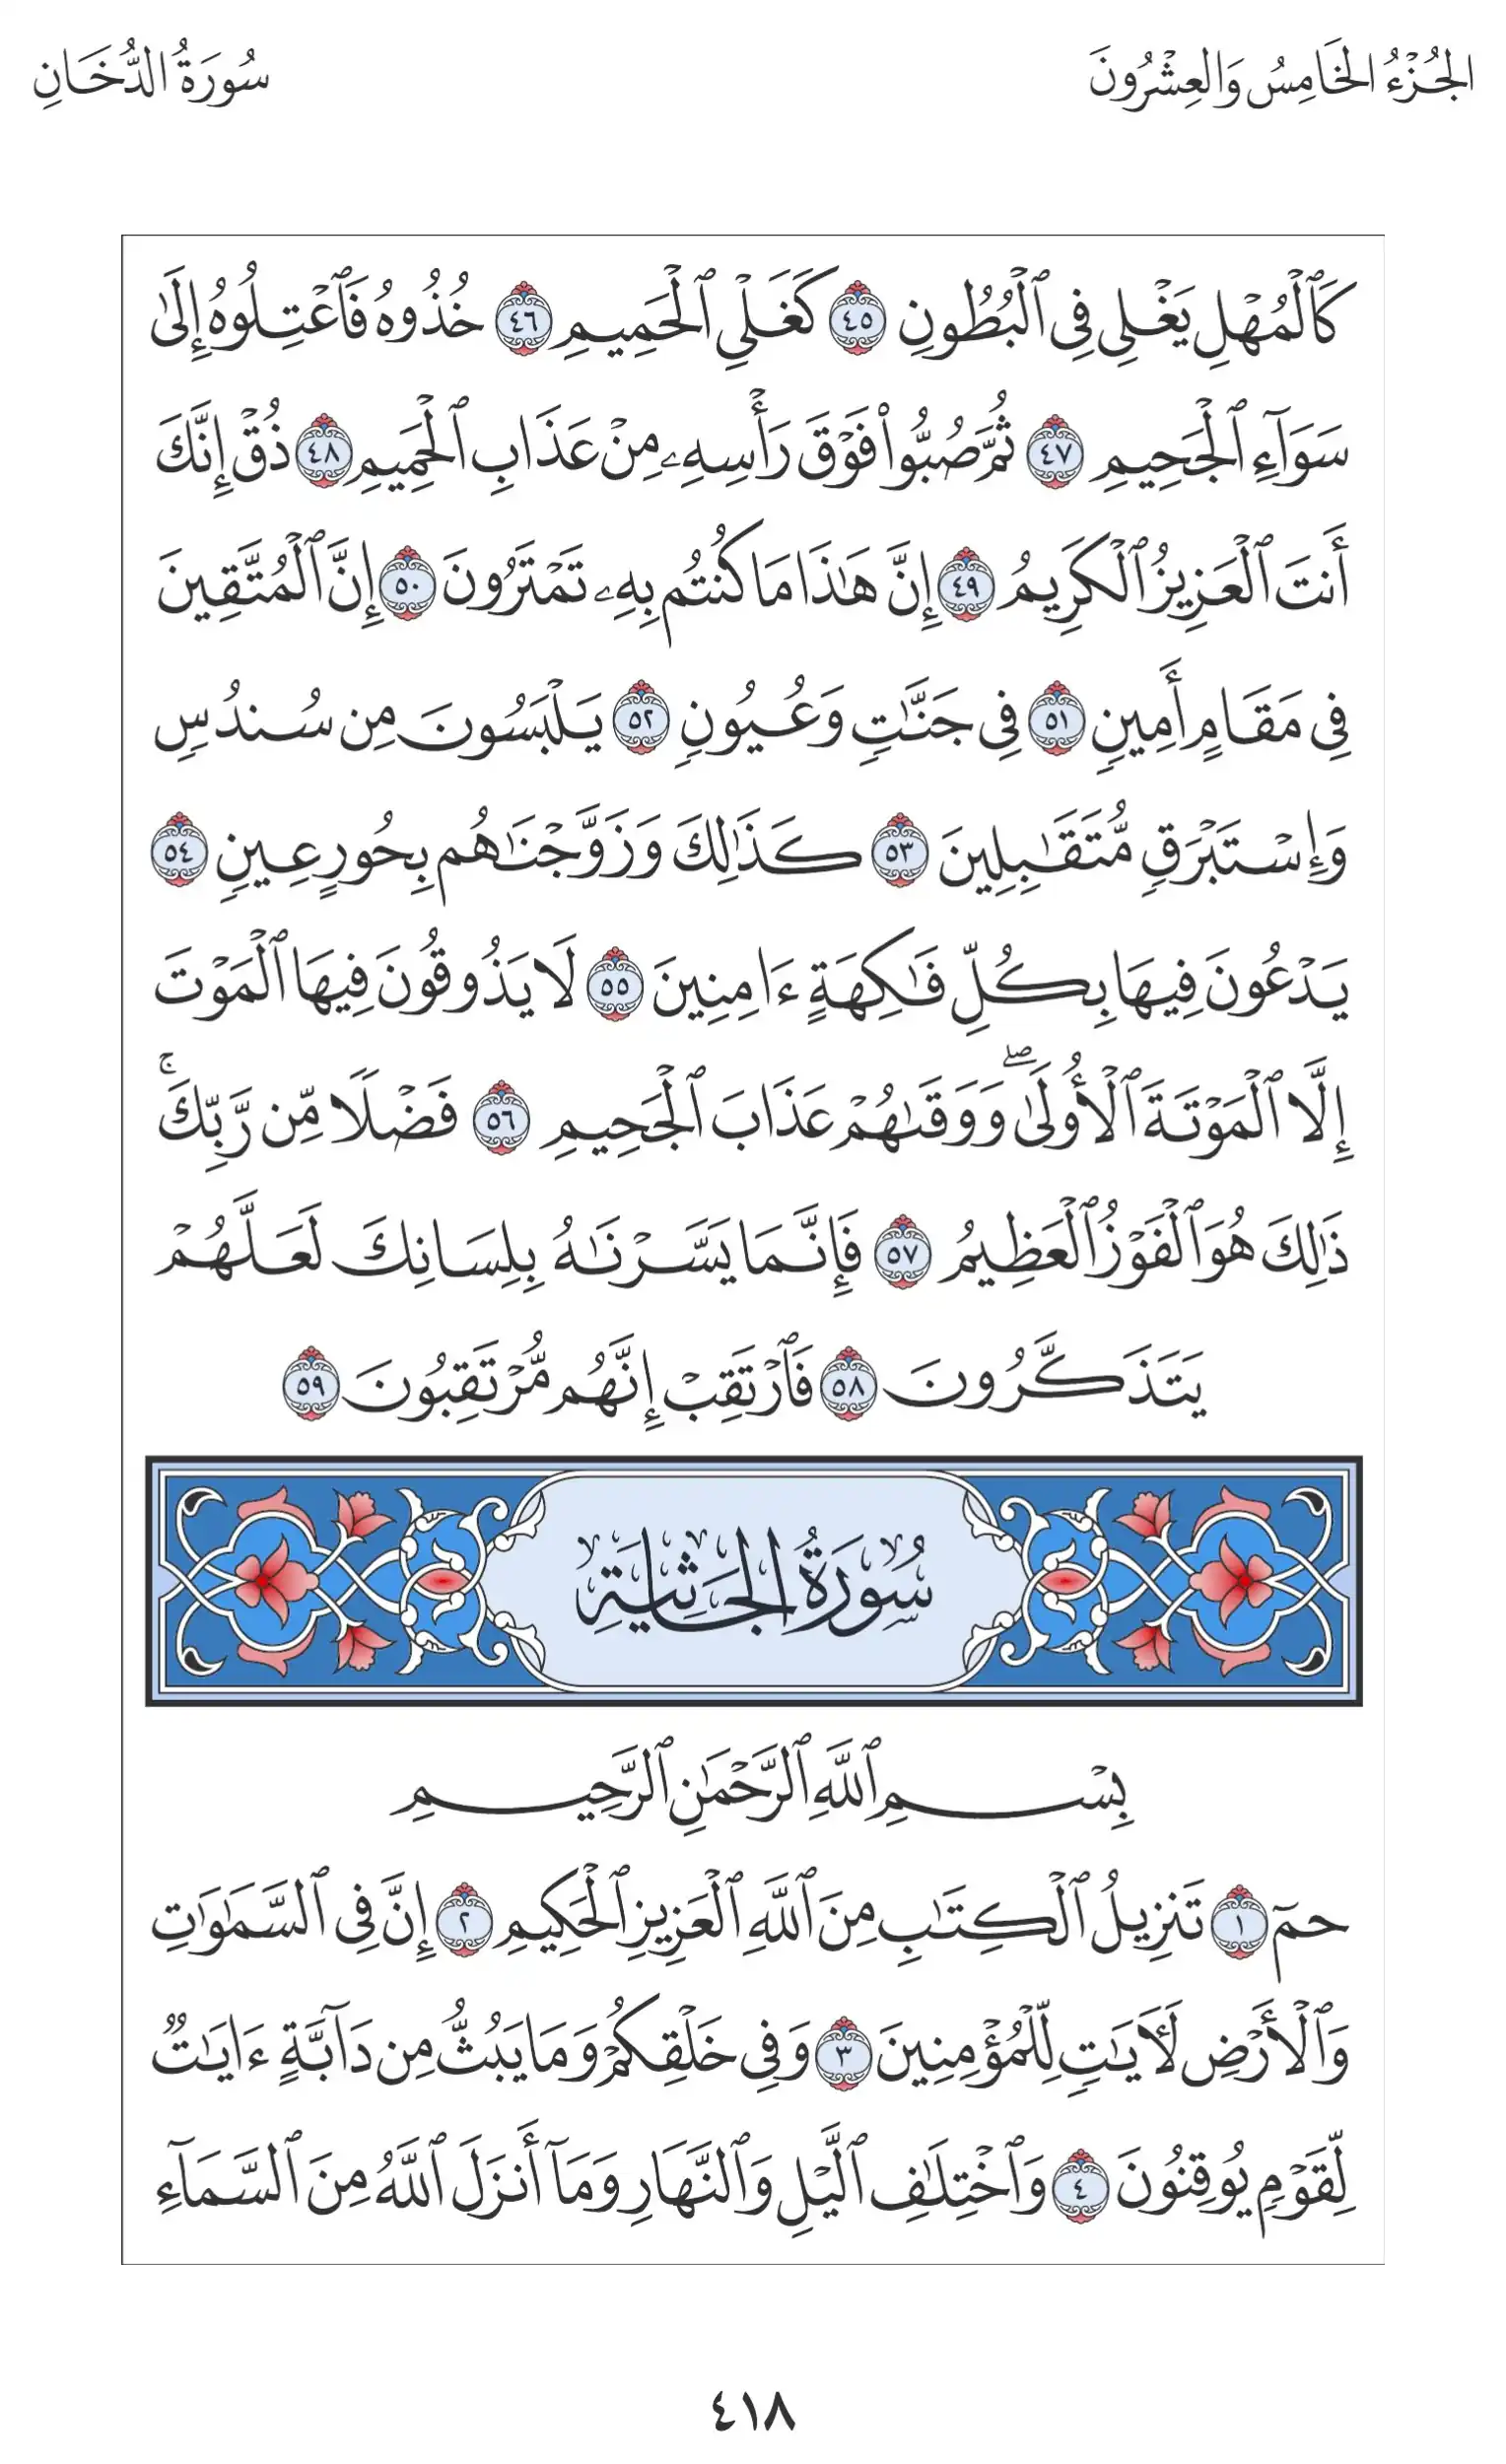 الجُزْءُ الخَامِسُ وَالعِشْرُونَ
سُورَةُ الدُّخَانِ
كَٱلْمُهْلِ يَغْلِى فِى ٱلْبُطُونِ ٤٥ كَغَلْىِ ٱلْحَمِيمِ ٤٦ خُذُوهُ فَٱعْتِلُوهُ إِلَىٰ
سَوَآءِ ٱلْجَحِيمِ ٤٧ ثُمَّ صُبُّوا۟ فَوْقَ رَأْسِهِۦ مِنْ عَذَابِ ٱلْحَمِيمِ ٤٨ ذُقْ إِنَّكَ
أَنتَ ٱلْعَزِيزُ ٱلْكَرِيمُ ٤٩ إِنَّ هَٰذَا مَا كُنتُم بِهِۦ تَمْتَرُونَ ٥٠ إِنَّ ٱلْمُتَّقِينَ
فِى مَقَامٍ أَمِينٍ ٥١ فِى جَنَّٰتٍ وَعُيُونٍ ٥٢ يَلْبَسُونَ مِن سُندُسٍ
وَإِسْتَبْرَقٍ مُّتَقَٰبِلِينَ ٥٣ كَذَٰلِكَ وَزَوَّجْنَٰهُم بِحُورٍ عِينٍ ٥٤
يَدْعُونَ فِيهَا بِكُلِّ فَٰكِهَةٍ ءَامِنِينَ ٥٥ لَا يَذُوقُونَ فِيهَا ٱلْمَوْتَ
إِلَّا ٱلْمَوْتَةَ ٱلْأُولَىٰ ۖ وَوَقَىٰهُمْ عَذَابَ ٱلْجَحِيمِ ٥٦ فَضْلًا مِّن رَّبِّكَ ۚ
ذَٰلِكَ هُوَ ٱلْفَوْزُ ٱلْعَظِيمُ ٥٧ فَإِنَّمَا يَسَّرْنَٰهُ بِلِسَانِكَ لَعَلَّهُمْ
يَتَذَكَّرُونَ ٥٨ فَٱرْتَقِبْ إِنَّهُم مُّرْتَقِبُونَ ٥٩
سُورَةُ الجَاثِيَةِ
بِسْمِ ٱللَّهِ ٱلرَّحْمَٰنِ ٱلرَّحِيمِ
حمٓ ١ تَنزِيلُ ٱلْكِتَٰبِ مِنَ ٱللَّهِ ٱلْعَزِيزِ ٱلْحَكِيمِ ٢ إِنَّ فِى ٱلسَّمَٰوَٰتِ
وَٱلْأَرْضِ لَـَٔايَٰتٍ لِّلْمُؤْمِنِينَ ٣ وَفِى خَلْقِكُمْ وَمَا يَبُثُّ مِن دَآبَّةٍ ءَايَٰتٌ
لِّقَوْمٍ يُوقِنُونَ ٤ وَٱخْتِلَٰفِ ٱلَّيْلِ وَٱلنَّهَارِ وَمَآ أَنزَلَ ٱللَّهُ مِنَ ٱلسَّمَآءِ
٤١٨